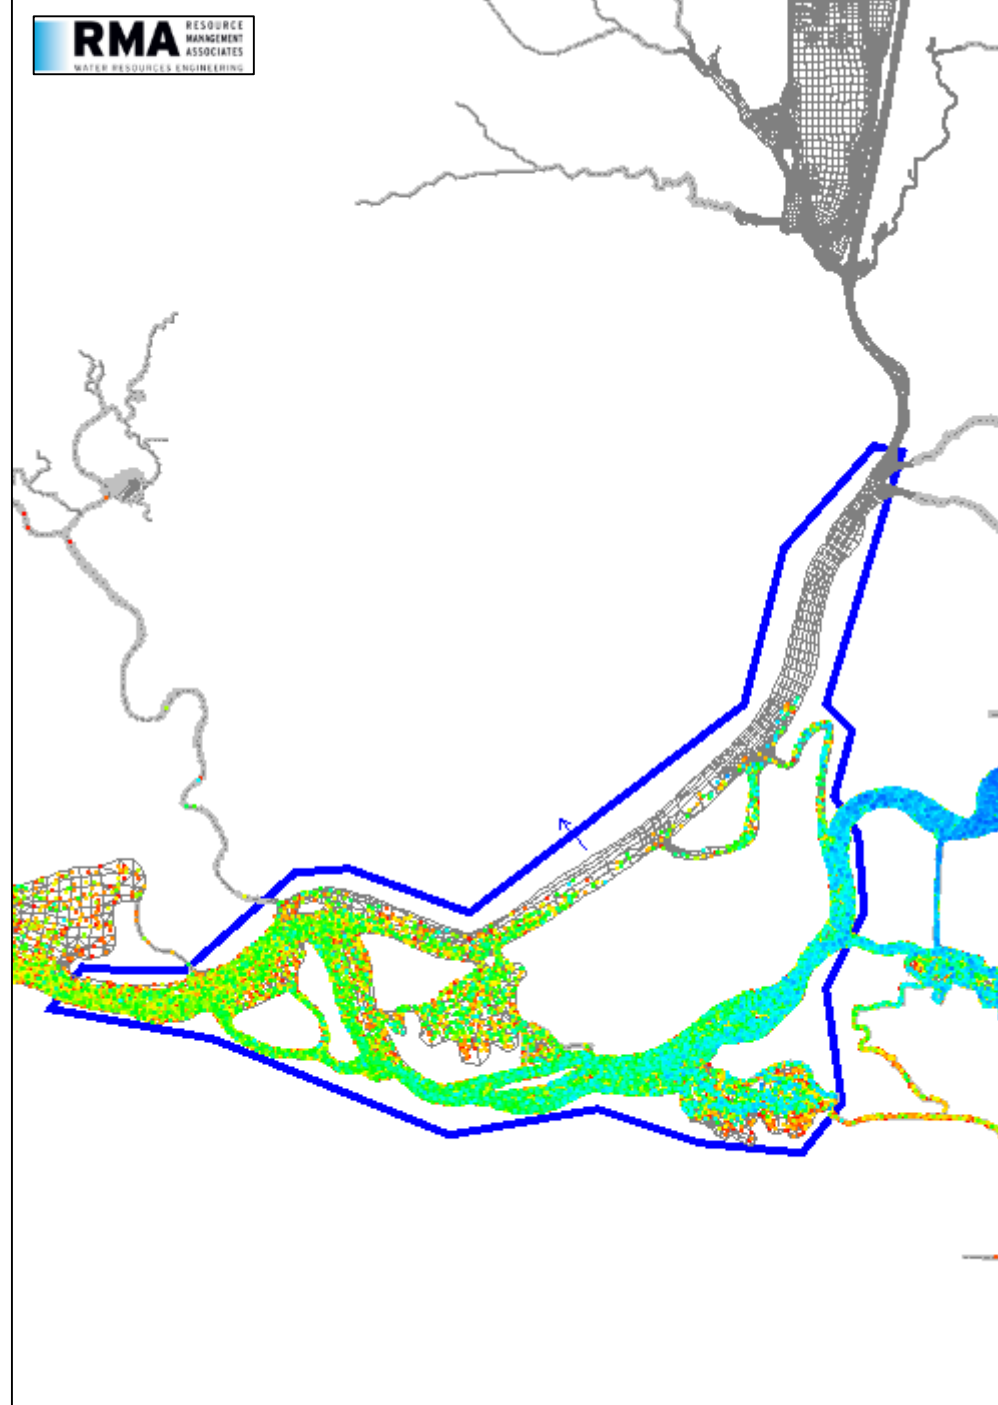 RMA
RESOURCE
MANAGEMENT
ASSOCIATES
WATER RESOURCES ENGINEERING